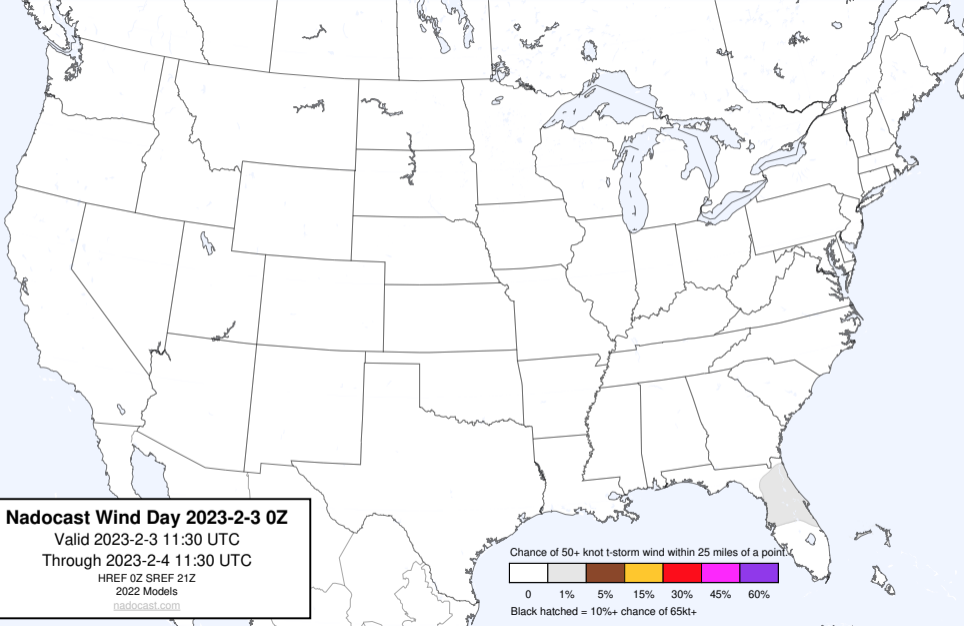 Nadocast Wind Day 2023-2-3 0Z
Valid 2023-2-3 11:30 UTC
Through 2023-2-4 11:30 UTC
HREF 0Z SREF 21Z
2022 Models
nadocast.com
Chance of 50+ knot t-storm wind within 25 miles of a point.
0 1% 5% 15% 30% 45% 60%
Black hatched = 10%+ chance of 65kt+